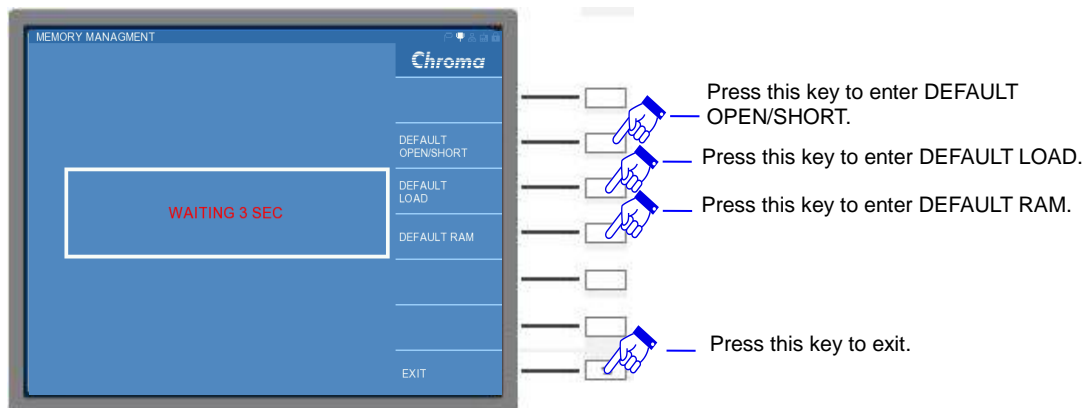 MEMORY MANAGMENT
Chroma
DEFAULT
OPEN/SHORT
DEFAULT
LOAD
DEFAULT RAM
EXIT
WAITING 3 SEC
Press this key to enter DEFAULT
OPEN/SHORT.
Press this key to enter DEFAULT LOAD.
Press this key to enter DEFAULT RAM.
Press this key to exit.